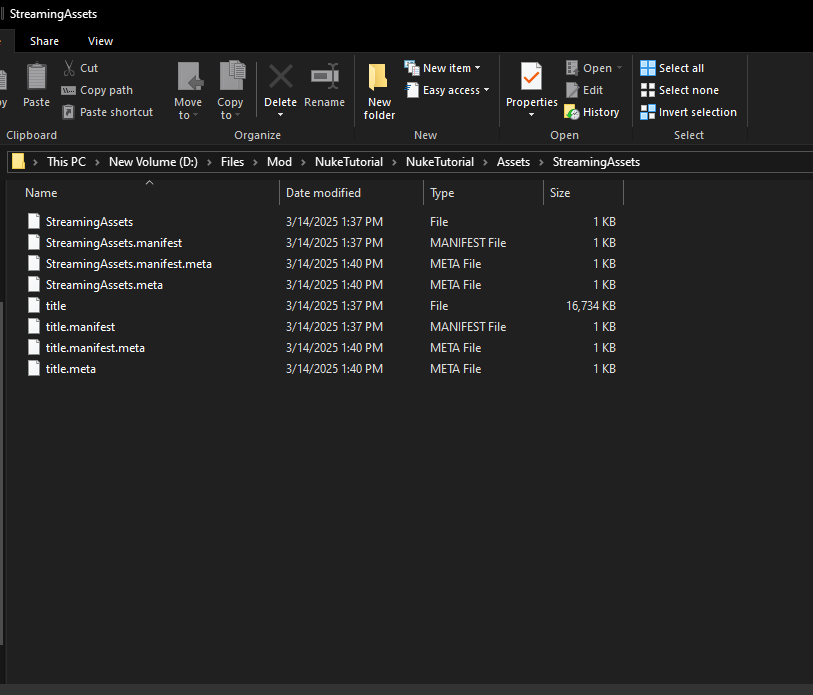 StreamingAssets
Share View
Cut
Copy path
Paste shortcut
Paste
Move to
Copy to
Delete
Rename
New folder
New item
Easy access
Properties
Open
Edit
History
Select all
Select none
Invert selection
Clipboard Organize New Open Select
This PC New Volume (D:) Files Mod NukeTutorial NukeTutorial Assets StreamingAssets
Name Date modified Type Size
StreamingAssets 3/14/2025 1:37 PM File 1 KB
StreamingAssets.manifest 3/14/2025 1:37 PM MANIFEST File 1 KB
StreamingAssets.manifest.meta 3/14/2025 1:40 PM META File 1 KB
StreamingAssets.meta 3/14/2025 1:40 PM META File 1 KB
title 3/14/2025 1:37 PM File 16,734 KB
title.manifest 3/14/2025 1:37 PM MANIFEST File 1 KB
title.manifest.meta 3/14/2025 1:40 PM META File 1 KB
title.meta 3/14/2025 1:40 PM META File 1 KB